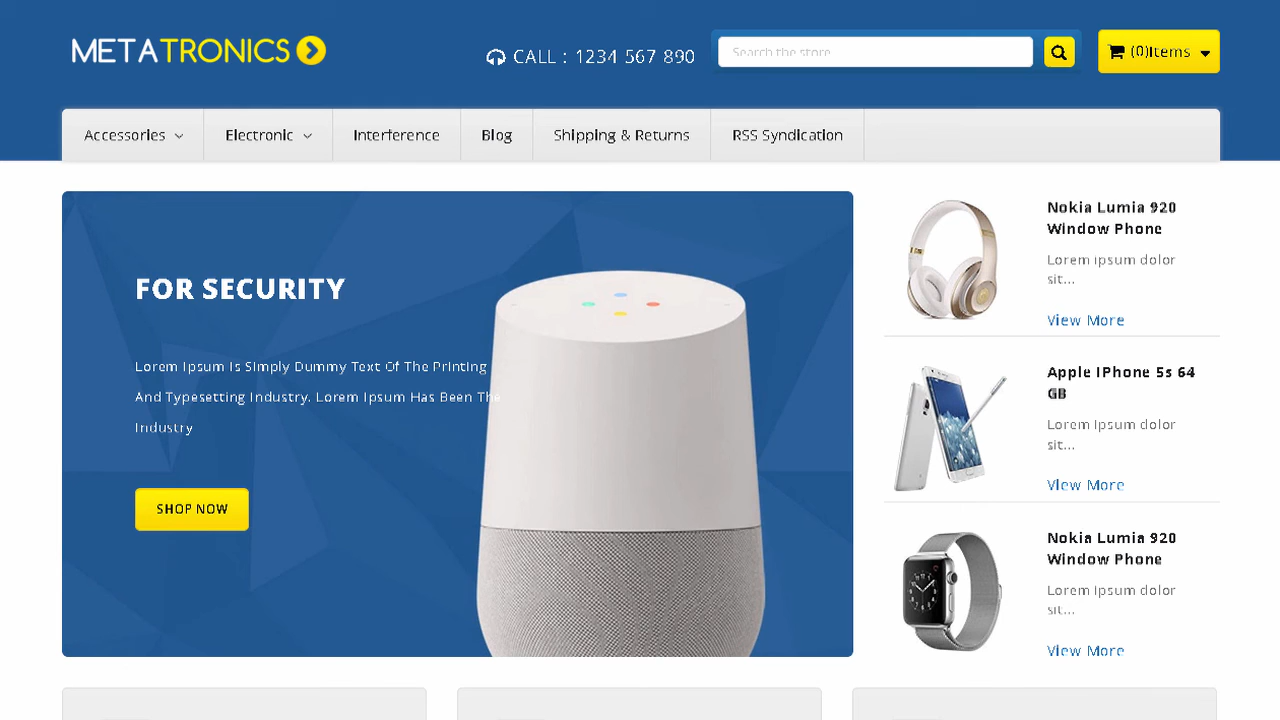 METATRONICS
CALL : 1234 567 890
Search the store
(0)Items
Accessories
Electronic
Interference
Blog
Shipping & Returns
RSS Syndication
FOR SECURITY
Lorem Ipsum Is Simply Dummy Text Of The Printing
And Typesetting Industry. Lorem Ipsum Has Been The
Industry
SHOP NOW
Nokia Lumia 920
Window Phone
Lorem ipsum dolor
sit...
View More
Apple IPhone 5s 64
GB
Lorem Ipsum dolor
sit...
View More
Nokia Lumia 920
Window Phone
Lorem ipsum dolor
sit...
View More